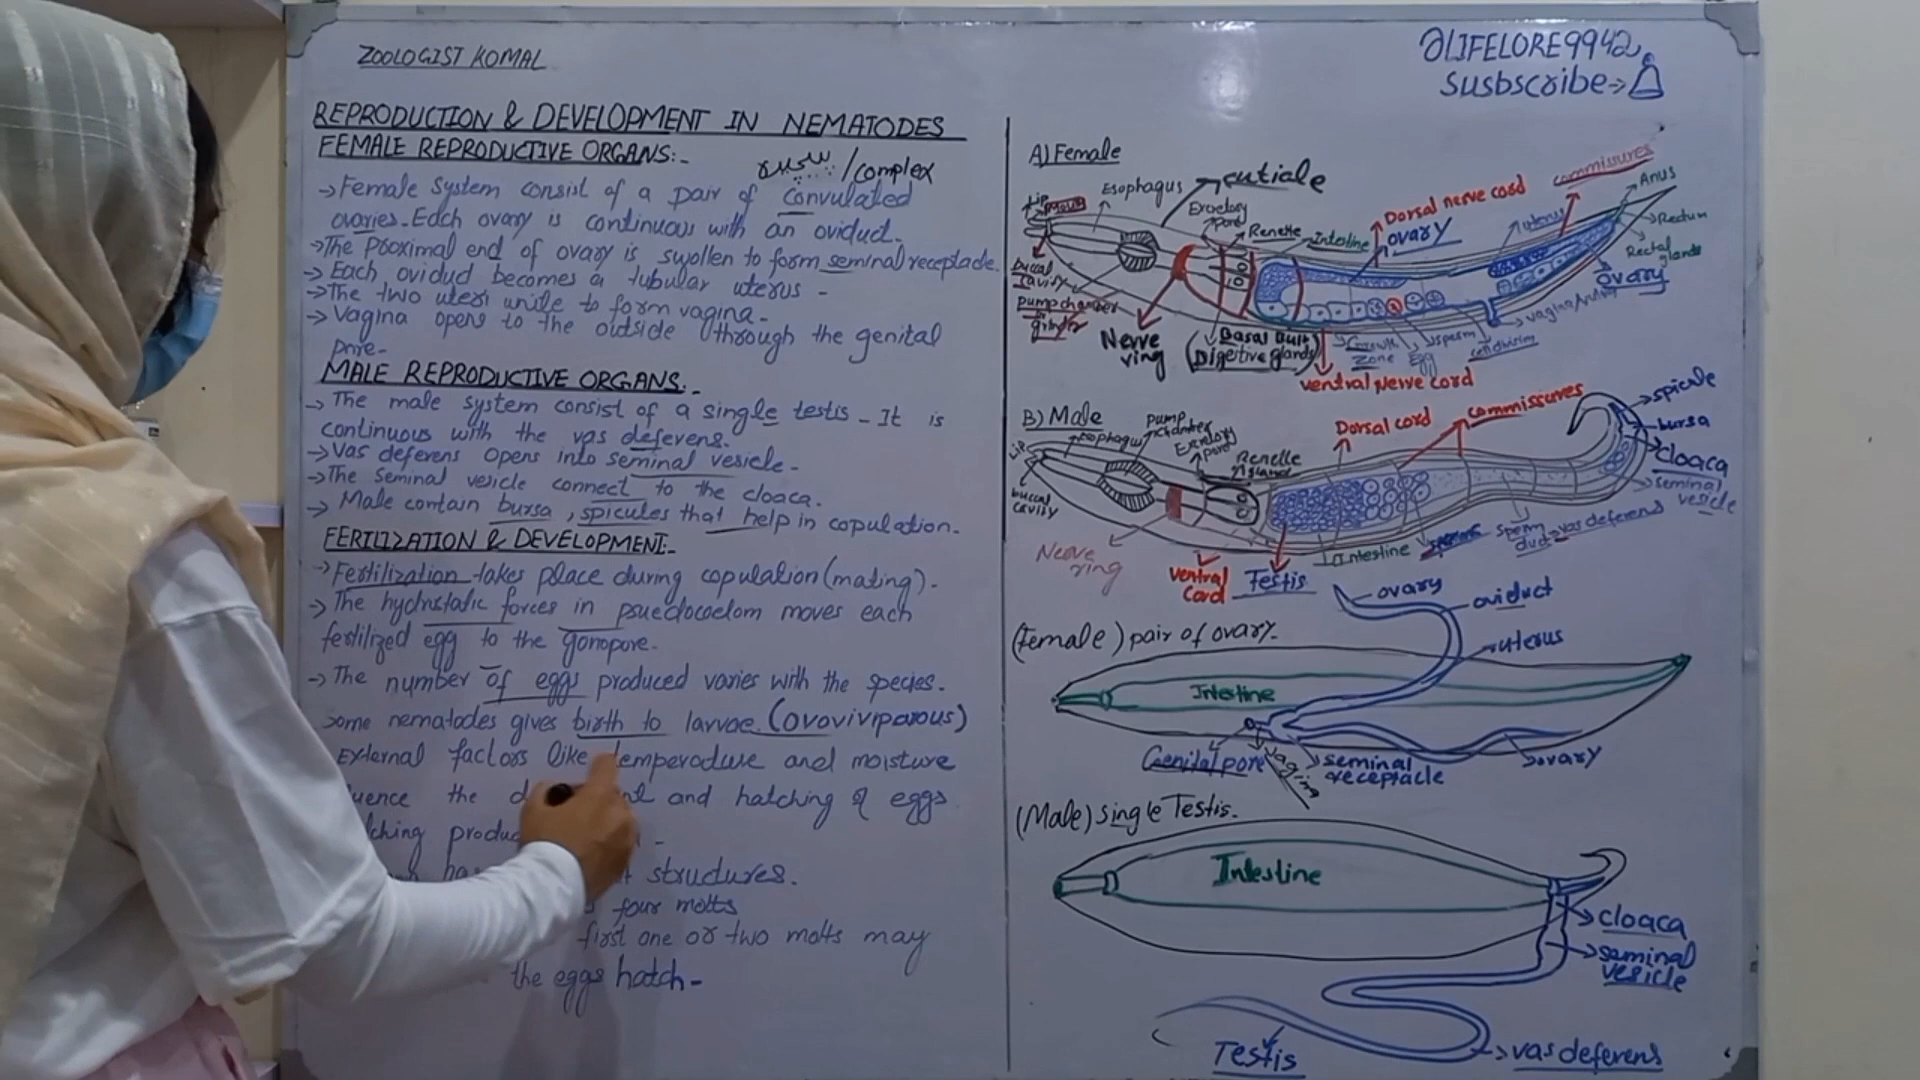 ZOOLOGIST KOMAL
REPRODUCTION & DEVELOPMENT IN NEMATODES
FEMALE REPRODUCTIVE ORGANS:-
/complex
→ Female system consist of a pair of convulated
ovaries. Each ovary is continuous with an oviduct.
→ The proximal end of ovary is swollen to form seminal receptacle.
→ Each oviduct becomes a tubular uterus -
→ The two uteri unite to form vagina -
→ Vagina opens to the outside through the genital
pore-
MALE REPRODUCTIVE ORGANS:-
→ The male system consist of a single testis - It is
continuous with the vas deferens.
→ Vas deferens opens into seminal vesicle -
→ The seminal vesicle connect to the cloaca.
→ Male contain bursa, spicules that help in copulation.
FERILIZATION & DEVELOPMENT:-
→ Fertilization takes place during copulation (mating).
→ The hydrostatic forces in psuedocoelom moves each
fertilized egg to the gonopore.
→ The number of eggs produced varies with the species.
some nematodes gives birth to larvae. (ovoviviparous)
External factors like temperature and moisture
the and hatching of eggs.
structures.
four molts
first one or two molts may
the eggs hatch-
@LIFELORE9942
SUSbscribe→
A) Female
Lip
Esophagus
cuticle
Excretory
pore
Renette
Intestine
Dorsal nerve cord
ovary
uterus
commissures
Anus
Rectum
Rectal glands
ovary
buccal
cavity
pump chamber
grinder
Nerve
ring
Basal Bulb
(Digestive glands)
Ventral Nerve cord
Growth
Zone
Egg
sperm
cell division
B) Male
Lip
Esophagus
pump
chamber
Excretory
pore
Renette
gland
Dorsal cord
commissures
spicule
bursa
cloaca
seminal
vesicle
buccal
cavity
Nerve
ring
Ventral
Cord
Testis
Intestine
Sperm
duct
vas deferens
(Female) pair of ovary.
ovary
oviduct
uterus
Intestine
Genital pore
vagina
seminal
receptacle
ovary
(Male) single Testis.
Intestine
cloaca
seminal
vesicle
Testis
vas deferens